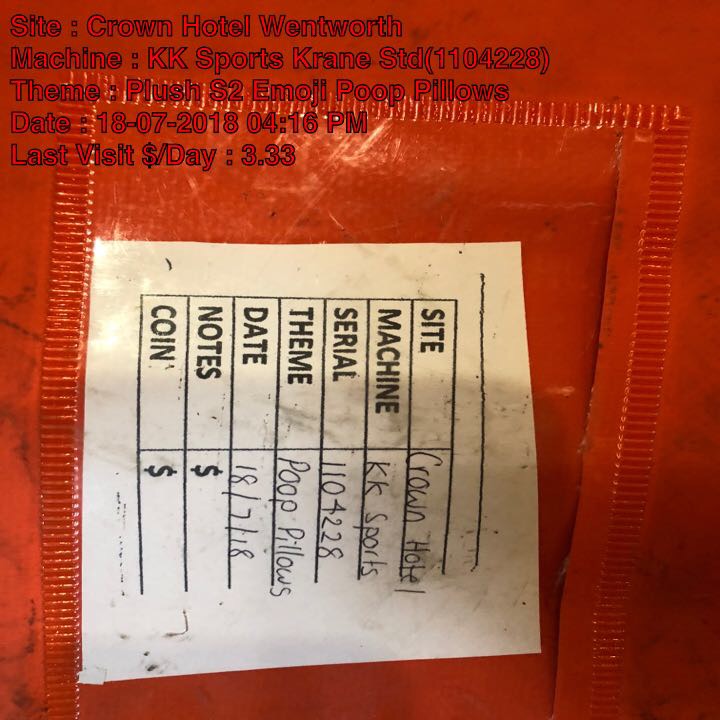 Site : Crown Hotel Wentworth
Machine : KK Sports Krane Std(1104228)
Theme : Plush S2 Emoji Poop Pillows
Date : 18-07-2018 04:16 PM
Last Visit $/Day : 3.33
SITE Crown Hotel
MACHINE KK Sports
SERIAL 1104228
THEME Poop Pillows
DATE 18/7/18
NOTES $
COIN $